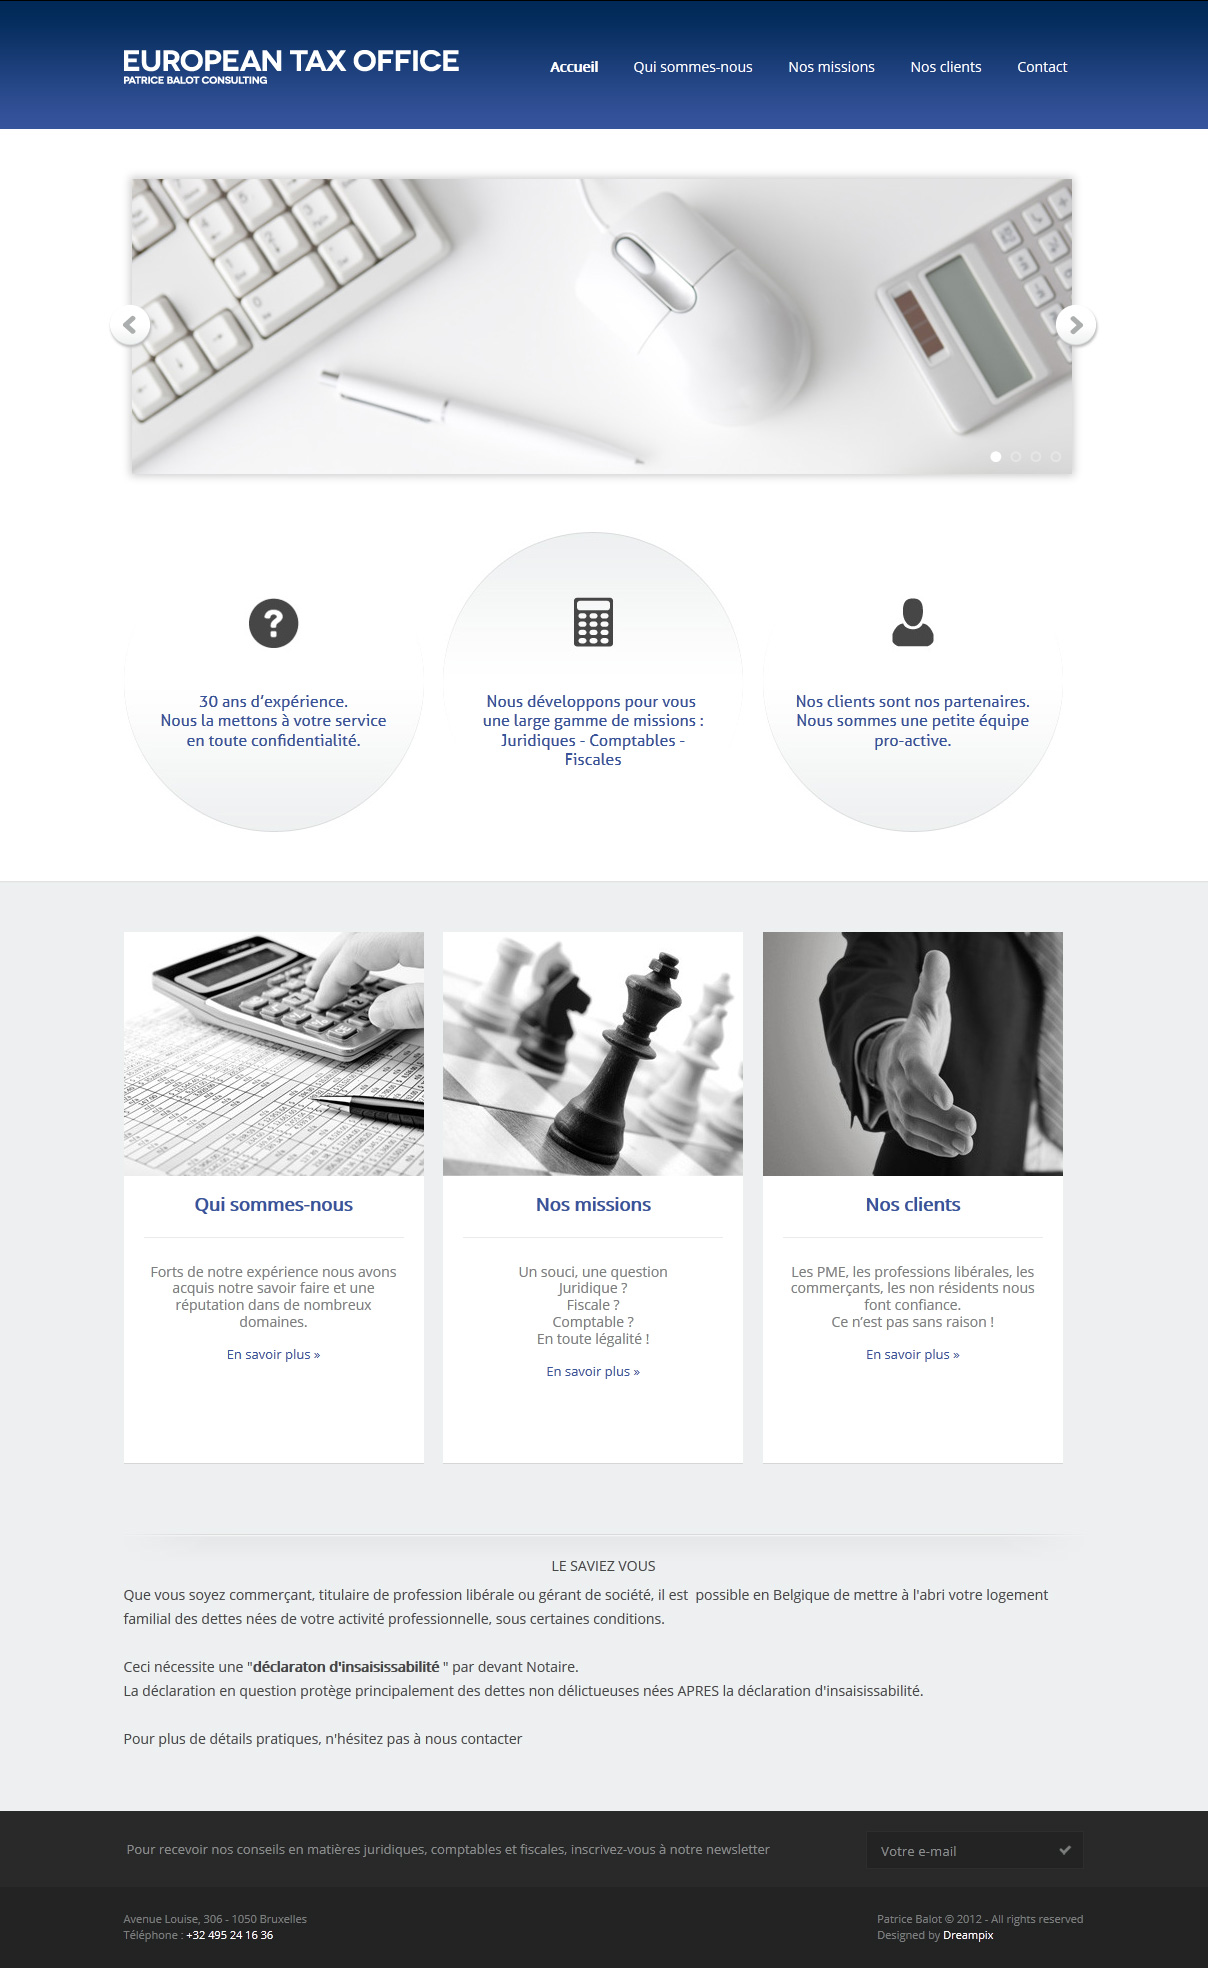 EUROPEAN TAX OFFICE
PATRICE BALOT CONSULTING
Accueil
Qui sommes-nous
Nos missions
Nos clients
Contact
30 ans d’expérience.
Nous la mettons à votre service
en toute confidentialité.
Nous développons pour vous
une large gamme de missions :
Juridiques - Comptables -
Fiscales
Nos clients sont nos partenaires.
Nous sommes une petite équipe
pro-active.
Qui sommes-nous
Forts de notre expérience nous avons
acquis notre savoir faire et une
réputation dans de nombreux
domaines.
En savoir plus »
Nos missions
Un souci, une question
Juridique ?
Fiscale ?
Comptable ?
En toute légalité !
En savoir plus »
Nos clients
Les PME, les professions libérales, les
commerçants, les non résidents nous
font confiance.
Ce n’est pas sans raison !
En savoir plus »
LE SAVIEZ VOUS
Que vous soyez commerçant, titulaire de profession libérale ou gérant de société, il est  possible en Belgique de mettre à l'abri votre logement
familial des dettes nées de votre activité professionnelle, sous certaines conditions.
Ceci nécessite une "déclaraton d'insaisissabilité " par devant Notaire.
La déclaration en question protège principalement des dettes non délictueuses nées APRES la déclaration d'insaisissabilité.
Pour plus de détails pratiques, n'hésitez pas à nous contacter
Pour recevoir nos conseils en matières juridiques, comptables et fiscales, inscrivez-vous à notre newsletter
Votre e-mail
Avenue Louise, 306 - 1050 Bruxelles
Téléphone : +32 495 24 16 36
Patrice Balot © 2012 - All rights reserved
Designed by Dreampix